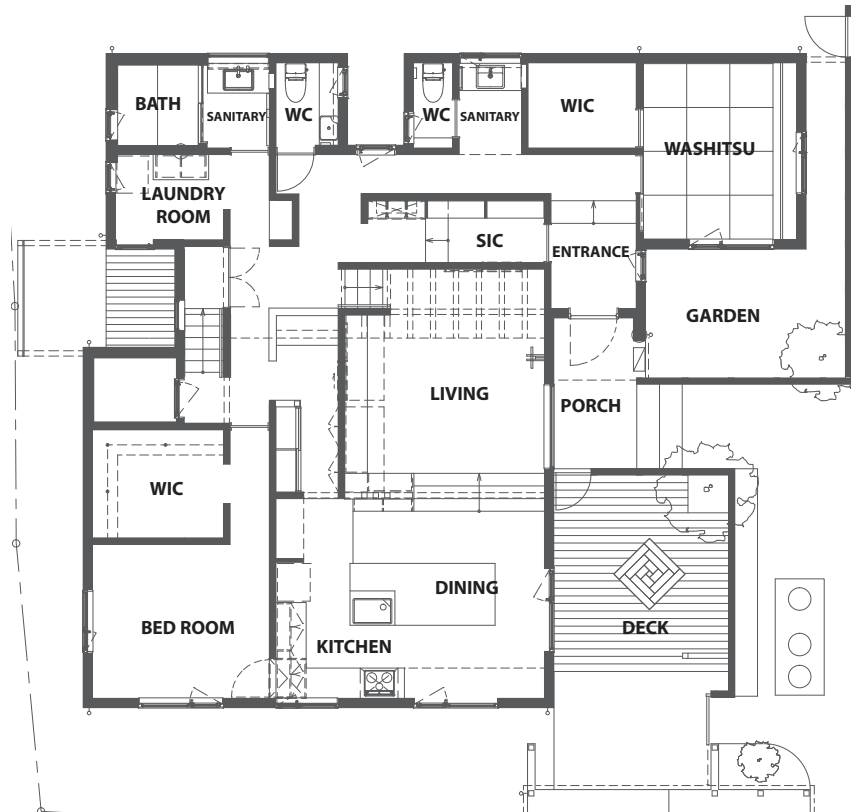 BATH
SANITARY
WC
WC
SANITARY
WIC
WASHITSU
LAUNDRY
ROOM
SIC
ENTRANCE
GARDEN
LIVING
PORCH
WIC
DINING
BED ROOM
KITCHEN
DECK